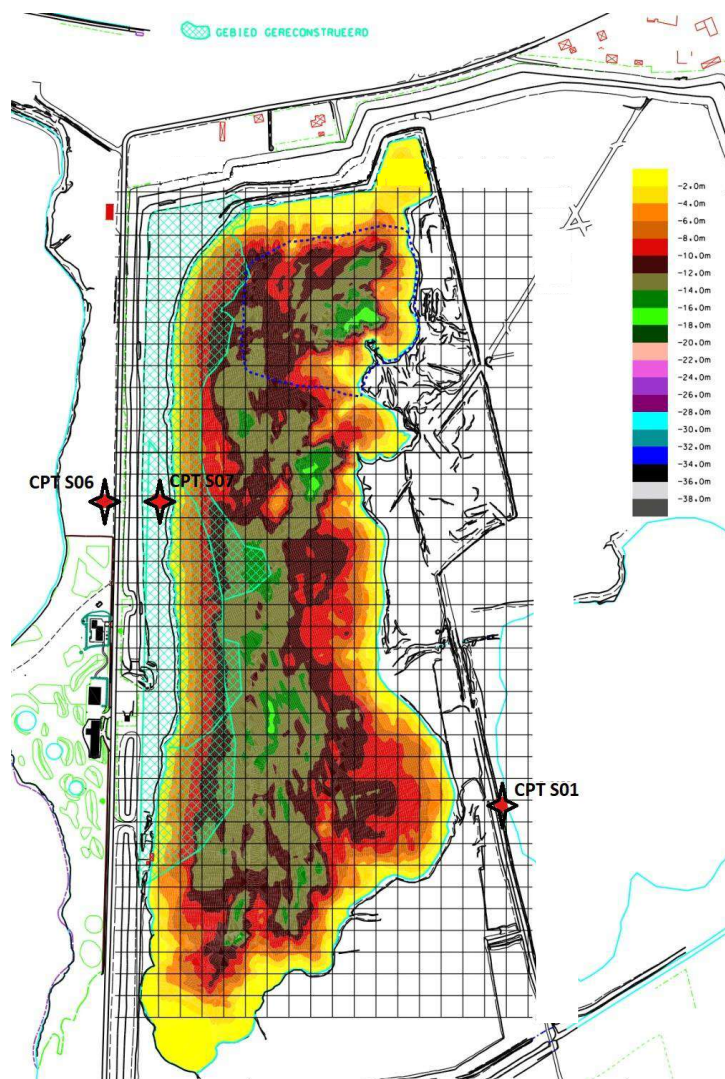 GEBIED GERECONSTRUEERD
-2.0m
-4.0m
-6.0m
-8.0m
-10.0m
-12.0m
-14.0m
-16.0m
-18.0m
-20.0m
-22.0m
-24.0m
-26.0m
-28.0m
-30.0m
-32.0m
-34.0m
-36.0m
-38.0m
CPT S06
CPT S07
CPT S01